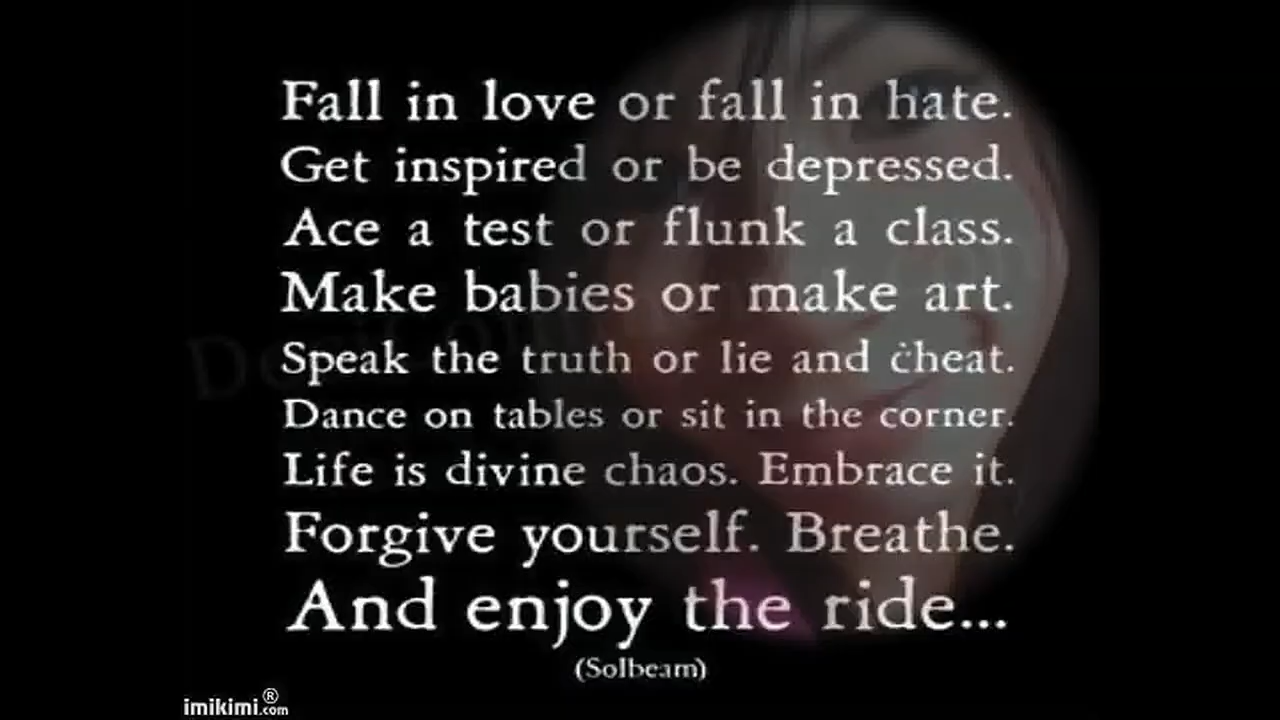 Fall in love or fall in hate.
Get inspired or be depressed.
Ace a test or flunk a class.
Make babies or make art.
Speak the truth or lie and cheat.
Dance on tables or sit in the corner.
Life is divine chaos. Embrace it.
Forgive yourself. Breathe.
And enjoy the ride...
(Solbeam)
imikimi®.com